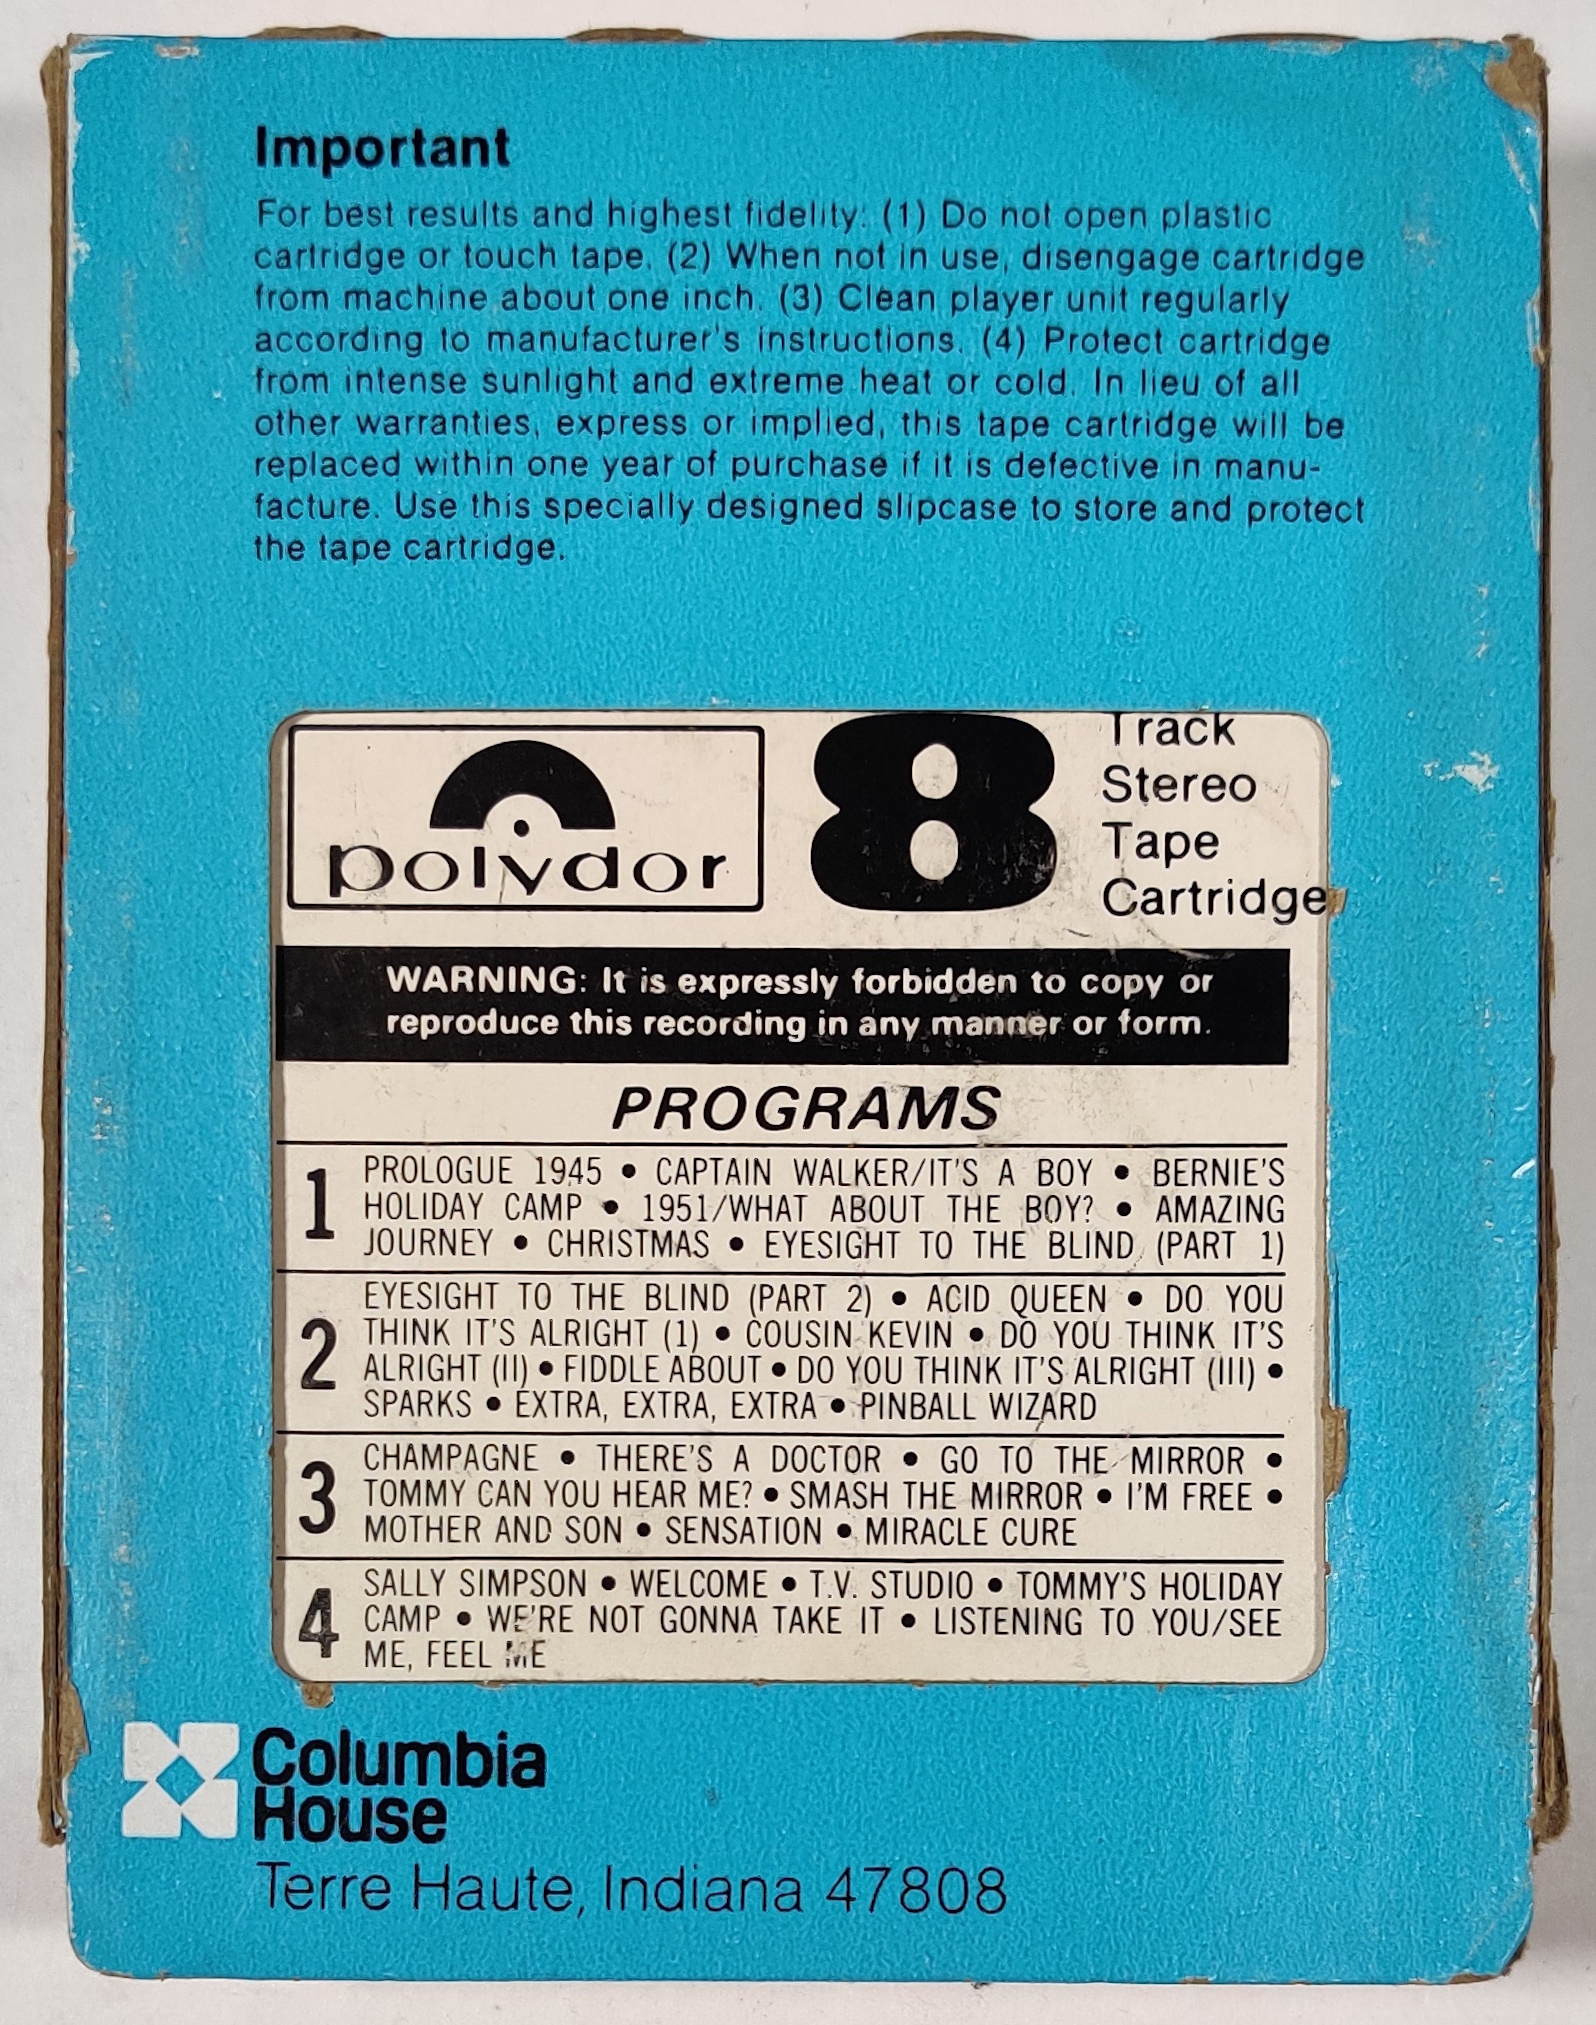 Important
For best results and highest fidelity: (1) Do not open plastic
cartridge or touch tape. (2) When not in use, disengage cartridge
from machine about one inch. (3) Clean player unit regularly
according to manufacturer's instructions. (4) Protect cartridge
from intense sunlight and extreme heat or cold. In lieu of all
other warranties, express or implied, this tape cartridge will be
replaced within one year of purchase if it is defective in manu-
facture. Use this specially designed slipcase to store and protect
the tape cartridge.
polydor
8
Track
Stereo
Tape
Cartridge
WARNING: It is expressly forbidden to copy or
reproduce this recording in any manner or form.
PROGRAMS
1
PROLOGUE 1945 • CAPTAIN WALKER/IT'S A BOY • BERNIE'S
HOLIDAY CAMP • 1951/WHAT ABOUT THE BOY? • AMAZING
JOURNEY • CHRISTMAS • EYESIGHT TO THE BLIND (PART 1)
2
EYESIGHT TO THE BLIND (PART 2) • ACID QUEEN • DO YOU
THINK IT'S ALRIGHT (1) • COUSIN KEVIN • DO YOU THINK IT'S
ALRIGHT (II) • FIDDLE ABOUT • DO YOU THINK IT'S ALRIGHT (III) •
SPARKS • EXTRA, EXTRA, EXTRA • PINBALL WIZARD
3
CHAMPAGNE • THERE'S A DOCTOR • GO TO THE MIRROR •
TOMMY CAN YOU HEAR ME? • SMASH THE MIRROR • I'M FREE •
MOTHER AND SON • SENSATION • MIRACLE CURE
4
SALLY SIMPSON • WELCOME • T.V. STUDIO • TOMMY'S HOLIDAY
CAMP • WE'RE NOT GONNA TAKE IT • LISTENING TO YOU/SEE
ME, FEEL ME
Columbia
House
Terre Haute, Indiana 47808